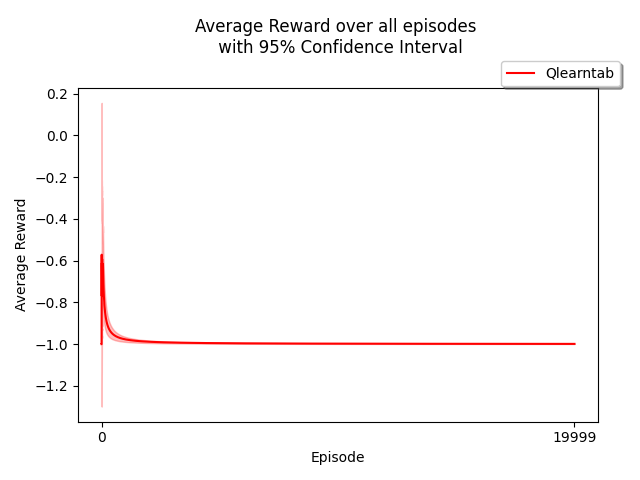 Average Reward over all episodes
with 95% Confidence Interval
Qlearntab
0.2
0.0
−0.2
−0.4
−0.6
−0.8
−1.0
−1.2
Average Reward
0
19999
Episode